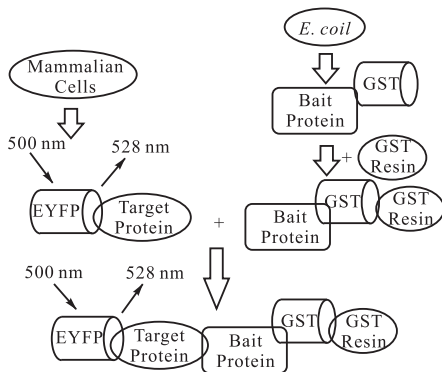 E. coil
Mammalian
Cells
GST
Bait
Protein
500 nm
528 nm
+
GST
Resin
EYFP
Target
Protein
+
GST
GST
Resin
Bait
Protein
500 nm
528 nm
EYFP
Target
Protein
Bait
Protein
GST
GST
Resin